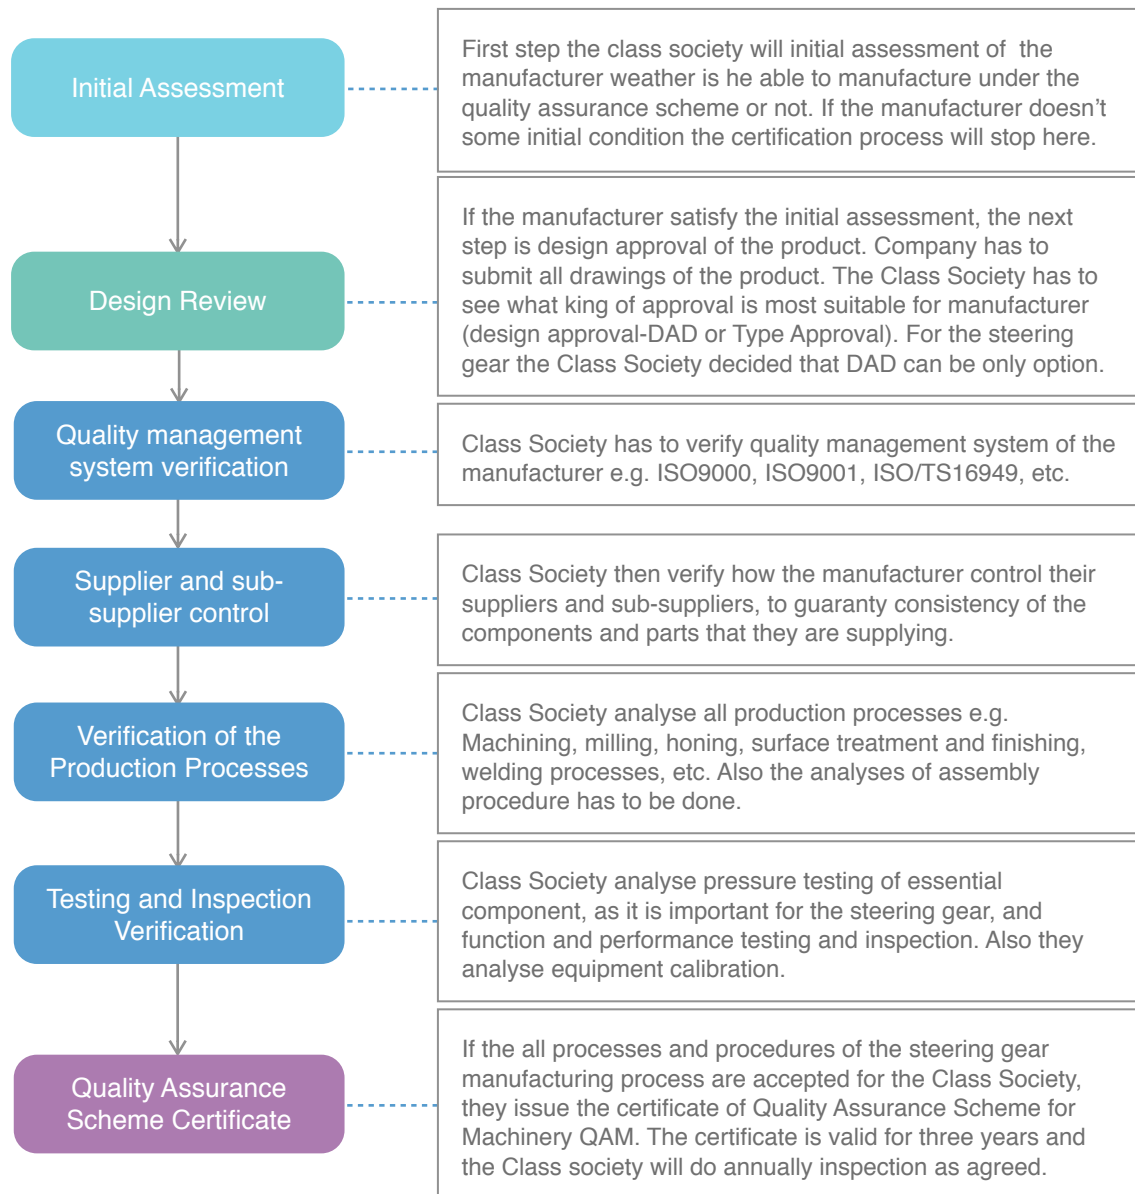 Initial Assessment
First step the class society will initial assessment of  the
manufacturer weather is he able to manufacture under the
quality assurance scheme or not. If the manufacturer doesn’t
some initial condition the certification process will stop here.
Design Review
If the manufacturer satisfy the initial assessment, the next
step is design approval of the product. Company has to
submit all drawings of the product. The Class Society has to
see what king of approval is most suitable for manufacturer
(design approval-DAD or Type Approval). For the steering
gear the Class Society decided that DAD can be only option.
Quality management
system verification
Class Society has to verify quality management system of the
manufacturer e.g. ISO9000, ISO9001, ISO/TS16949, etc.
Supplier and sub-
supplier control
Class Society then verify how the manufacturer control their
suppliers and sub-suppliers, to guaranty consistency of the
components and parts that they are supplying.
Verification of the
Production Processes
Class Society analyse all production processes e.g.
Machining, milling, honing, surface treatment and finishing,
welding processes, etc. Also the analyses of assembly
procedure has to be done.
Testing and Inspection
Verification
Class Society analyse pressure testing of essential
component, as it is important for the steering gear, and
function and performance testing and inspection. Also they
analyse equipment calibration.
Quality Assurance
Scheme Certificate
If the all processes and procedures of the steering gear
manufacturing process are accepted for the Class Society,
they issue the certificate of Quality Assurance Scheme for
Machinery QAM. The certificate is valid for three years and
the Class society will do annually inspection as agreed.